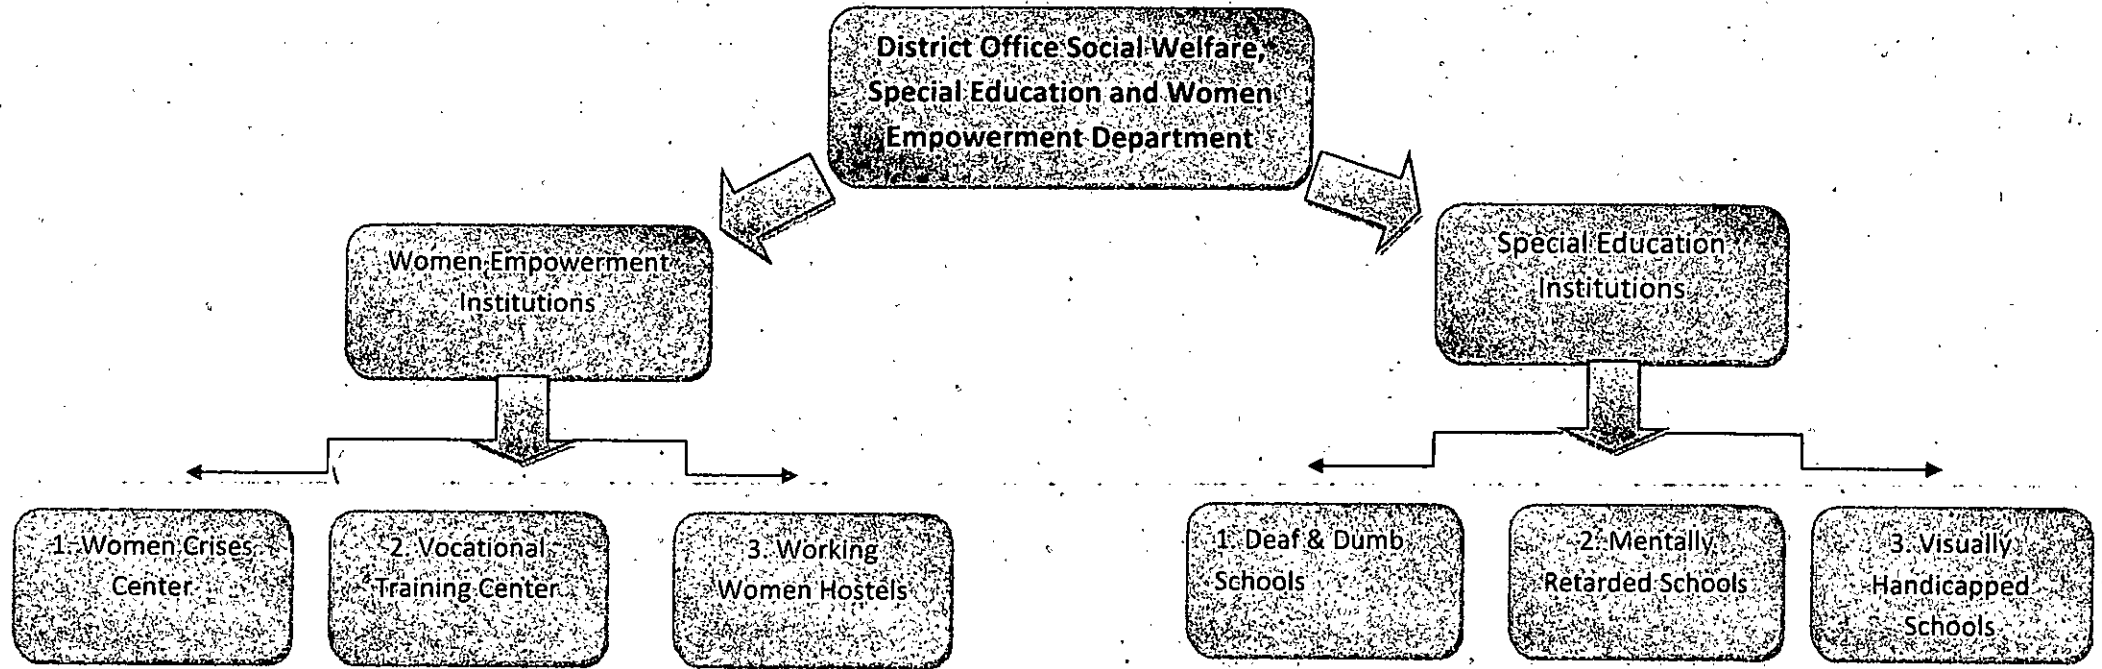 District Office Social Welfare,
Special Education and Women
Empowerment Department
Women Empowerment
Institutions
Special Education
Institutions
1. Women Crises
Center
2. Vocational
Training Center
3. Working
Women Hostels
1. Deaf & Dumb
Schools
2. Mentally
Retarded Schools
3. Visually
Handicapped
Schools